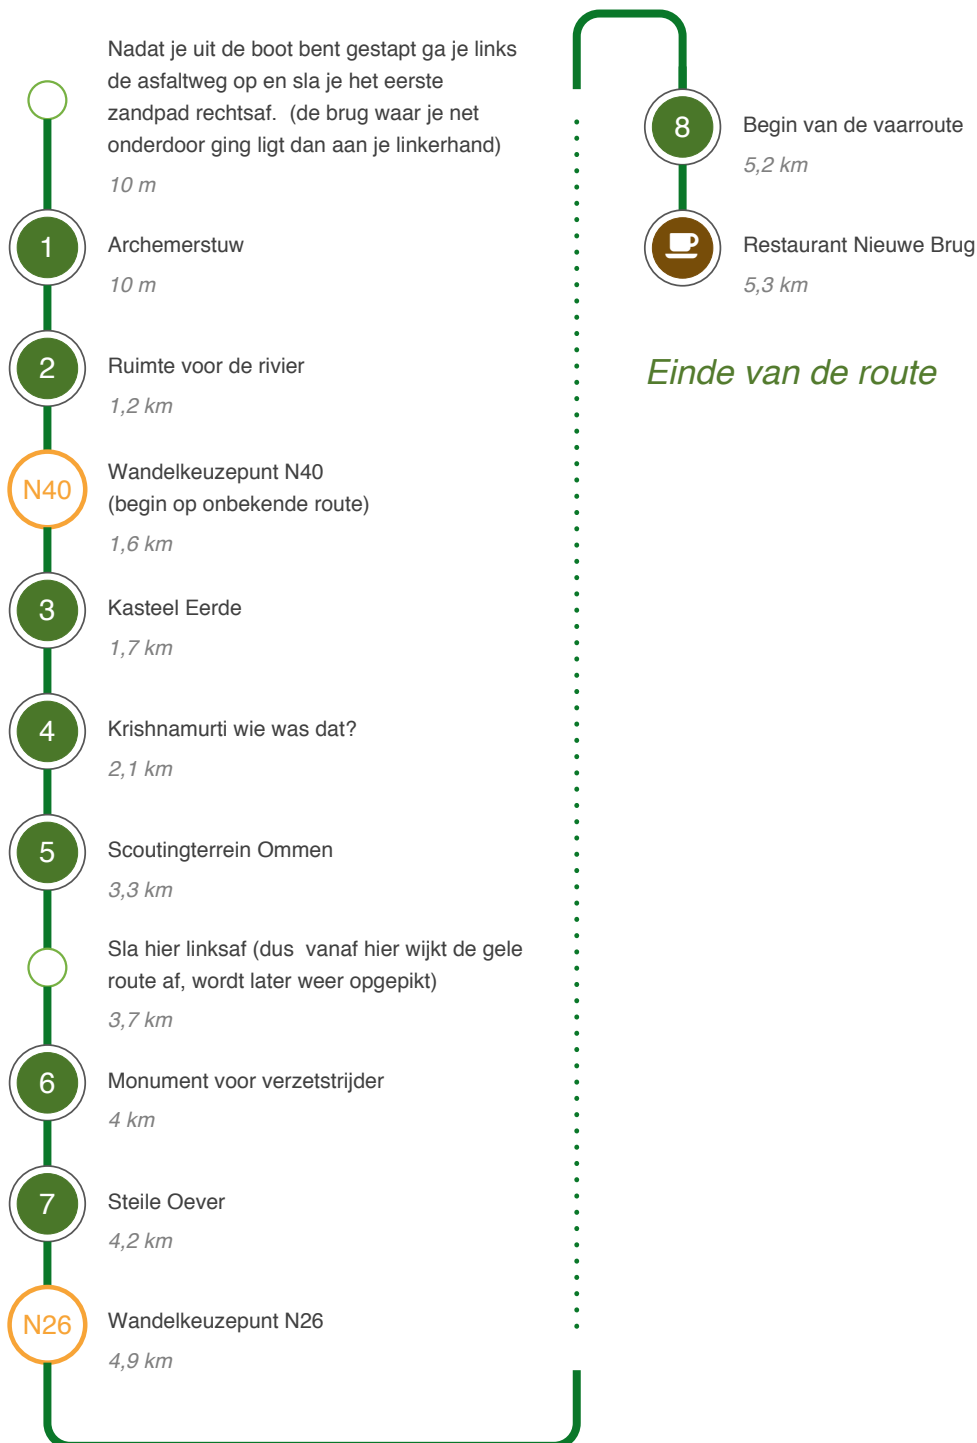 Nadat je uit de boot bent gestapt ga je links
de asfaltweg op en sla je het eerste
zandpad rechtsaf.  (de brug waar je net
onderdoor ging ligt dan aan je linkerhand)
10 m
1
Archemerstuw
10 m
2
Ruimte voor de rivier
1,2 km
N40
Wandelkeuzepunt N40
(begin op onbekende route)
1,6 km
3
Kasteel Eerde
1,7 km
4
Krishnamurti wie was dat?
2,1 km
5
Scoutingterrein Ommen
3,3 km
Sla hier linksaf (dus  vanaf hier wijkt de gele
route af, wordt later weer opgepikt)
3,7 km
6
Monument voor verzetstrijder
4 km
7
Steile Oever
4,2 km
N26
Wandelkeuzepunt N26
4,9 km
8
Begin van de vaarroute
5,2 km
Restaurant Nieuwe Brug
5,3 km
Einde van de route